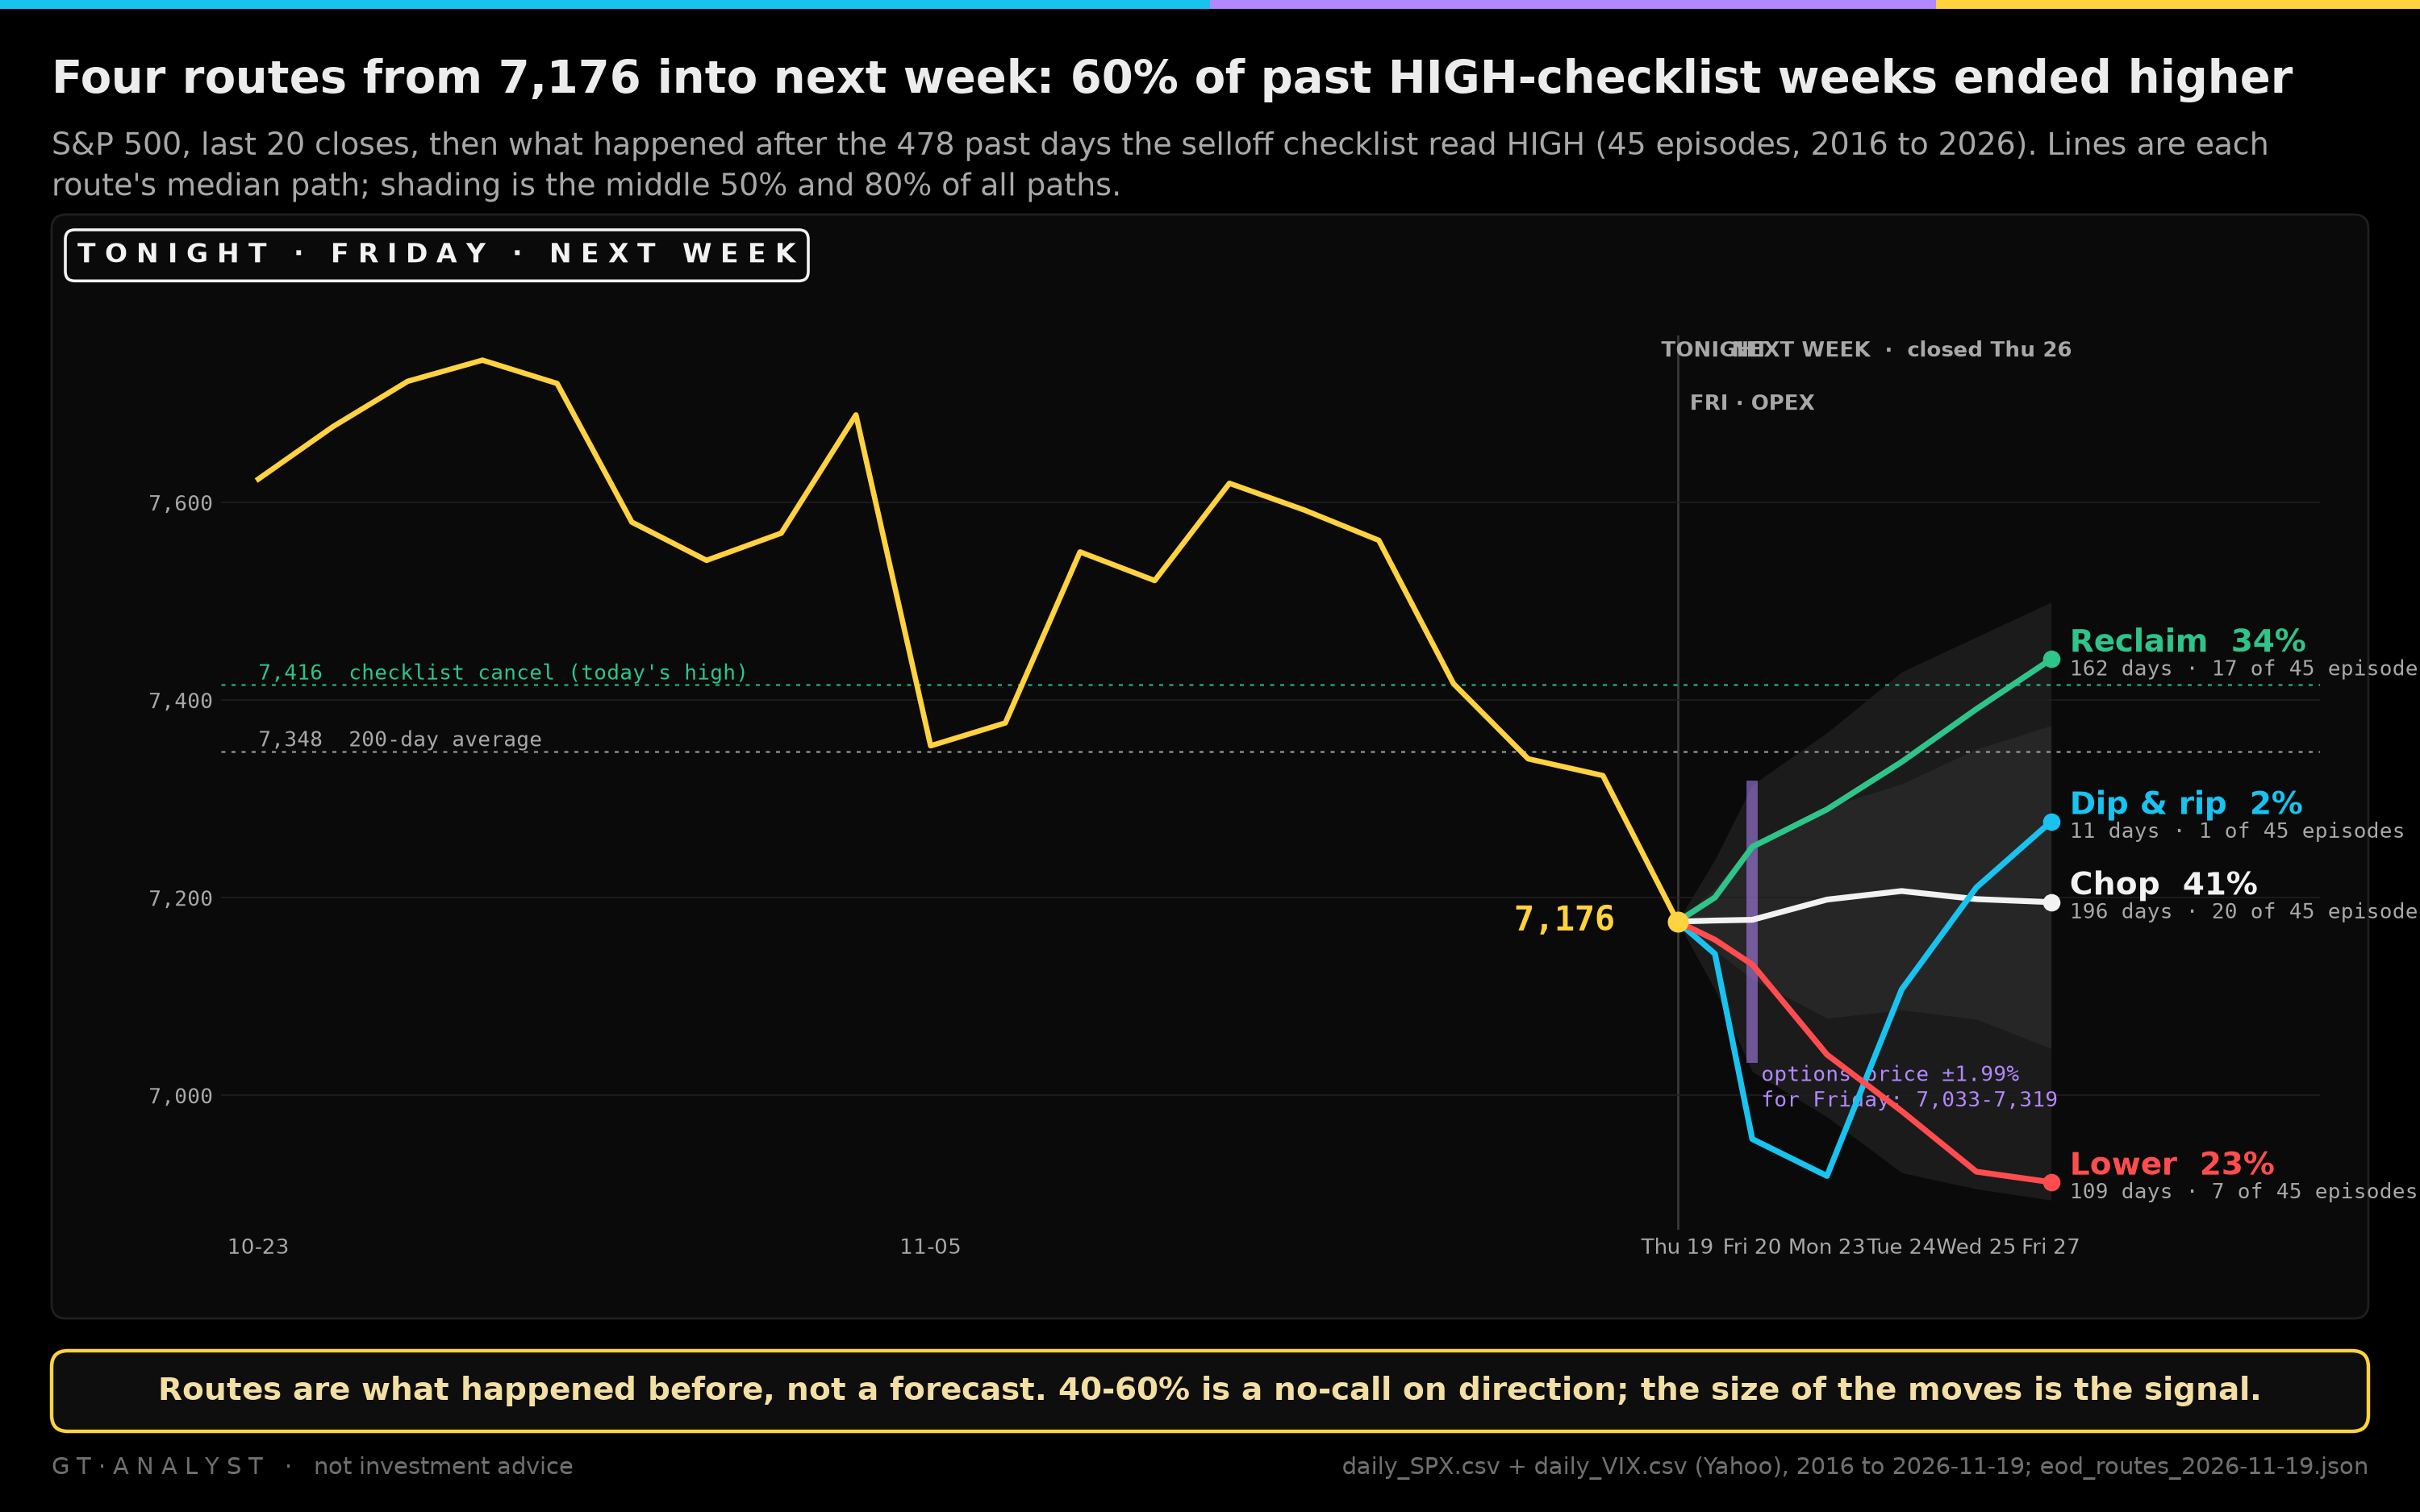 Four routes from 7,176 into next week: 60% of past HIGH-checklist weeks ended higher
S&P 500, last 20 closes, then what happened after the 478 past days the selloff checklist read HIGH (45 episodes, 2016 to 2026). Lines are each
route's median path; shading is the middle 50% and 80% of all paths.
TONIGHT · FRIDAY · NEXT WEEK
TONIGHT
NEXT WEEK · closed Thu 26
FRI · OPEX
7,600
7,400
7,200
7,000
7,416 checklist cancel (today's high)
7,348 200-day average
7,176
Reclaim 34%
162 days · 17 of 45 episode
Dip & rip 2%
11 days · 1 of 45 episodes
Chop 41%
196 days · 20 of 45 episode
options price ±1.99%
for Friday: 7,033-7,319
Lower 23%
109 days · 7 of 45 episodes
10-23
11-05
Thu 19
Fri 20
Mon 23
Tue 24
Wed 25
Fri 27
Routes are what happened before, not a forecast. 40-60% is a no-call on direction; the size of the moves is the signal.
GT·ANALYST · not investment advice
daily_SPX.csv + daily_VIX.csv (Yahoo), 2016 to 2026-11-19; eod_routes_2026-11-19.json